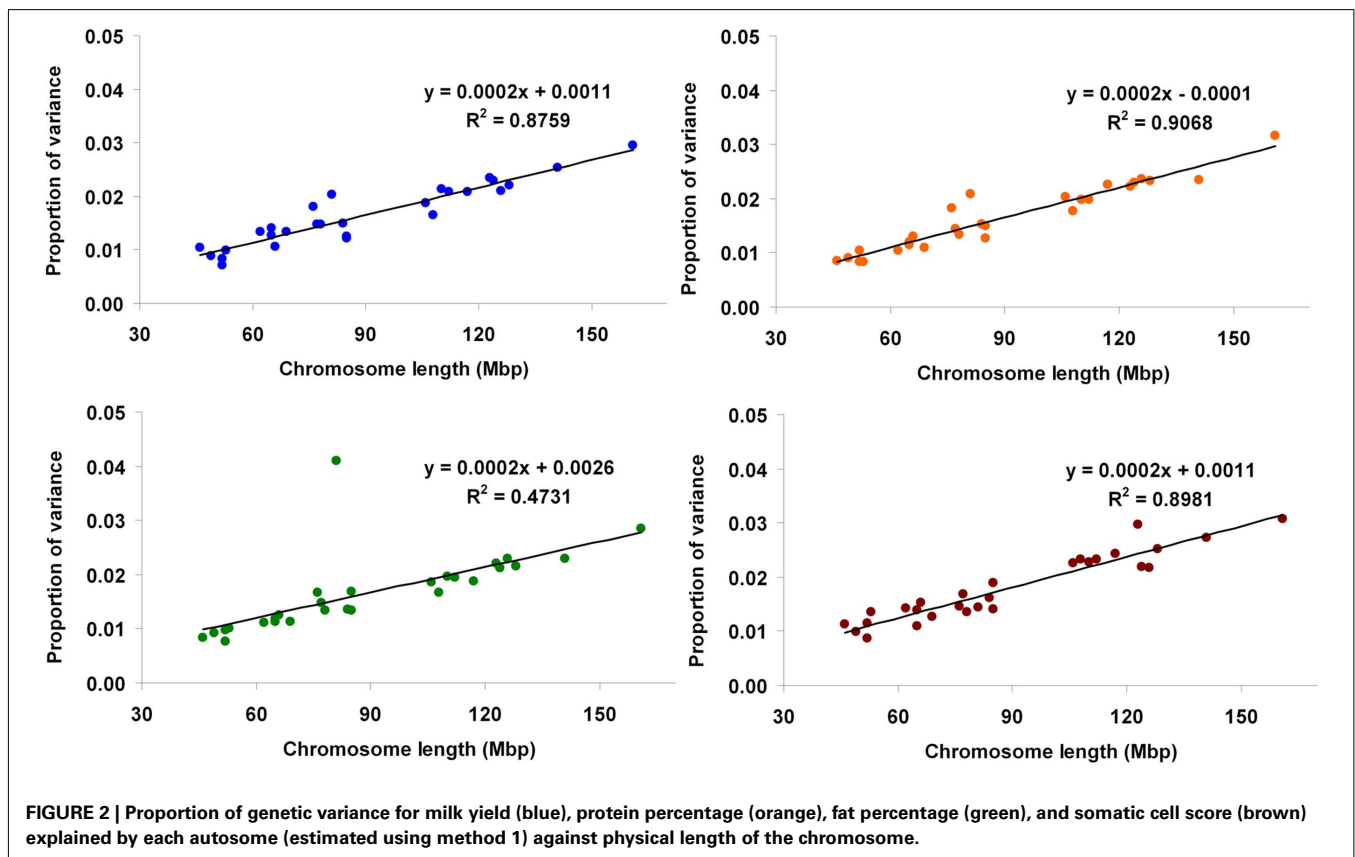 0.05
0.04
0.03
0.02
0.01
0.00
Proportion of variance
y = 0.0002x + 0.0011
R² = 0.8759
30 60 90 120 150
Chromosome length (Mbp)
0.05
0.04
0.03
0.02
0.01
0.00
Proportion of variance
y = 0.0002x - 0.0001
R² = 0.9068
30 60 90 120 150
Chromosome length (Mbp)
0.05
0.04
0.03
0.02
0.01
0.00
Proportion of variance
y = 0.0002x + 0.0026
R² = 0.4731
30 60 90 120 150
Chromosome length (Mbp)
0.05
0.04
0.03
0.02
0.01
0.00
Proportion of variance
y = 0.0002x + 0.0011
R² = 0.8981
30 60 90 120 150
Chromosome length (Mbp)
FIGURE 2 | Proportion of genetic variance for milk yield (blue), protein percentage (orange), fat percentage (green), and somatic cell score (brown)
explained by each autosome (estimated using method 1) against physical length of the chromosome.